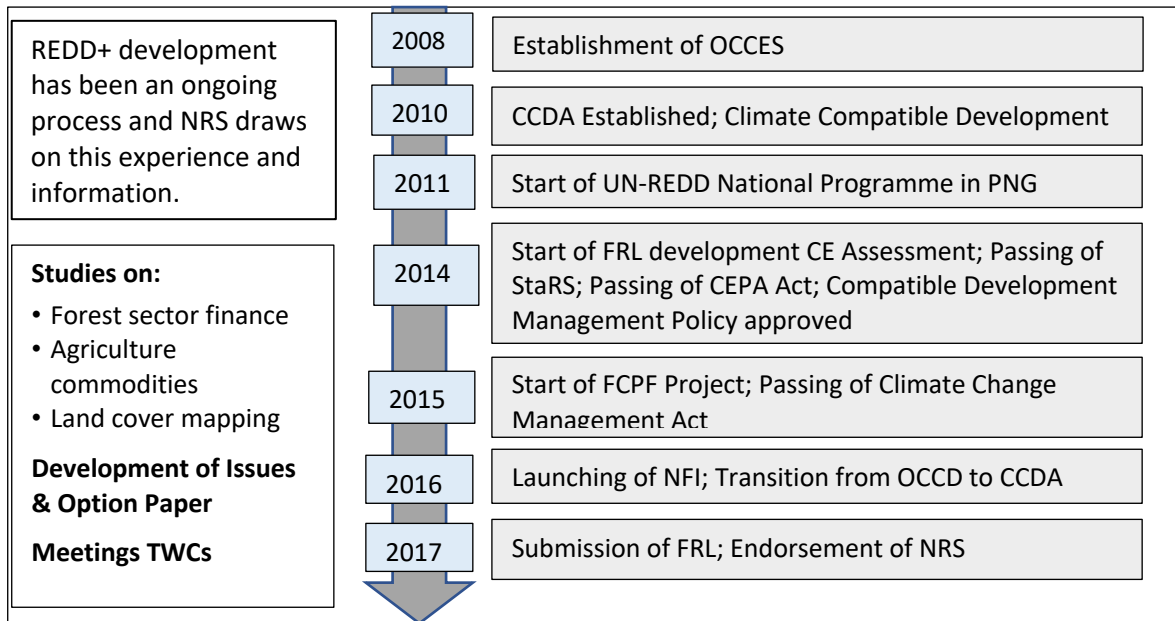 REDD+ development
has been an ongoing
process and NRS draws
on this experience and
information.
Studies on:
• Forest sector finance
• Agriculture
commodities
• Land cover mapping
Development of Issues
& Option Paper
Meetings TWCs
2008
Establishment of OCCES
2010
CCDA Established; Climate Compatible Development
2011
Start of UN-REDD National Programme in PNG
2014
Start of FRL development CE Assessment; Passing of
StaRS; Passing of CEPA Act; Compatible Development
Management Policy approved
2015
Start of FCPF Project; Passing of Climate Change
Management Act
2016
Launching of NFI; Transition from OCCD to CCDA
2017
Submission of FRL; Endorsement of NRS